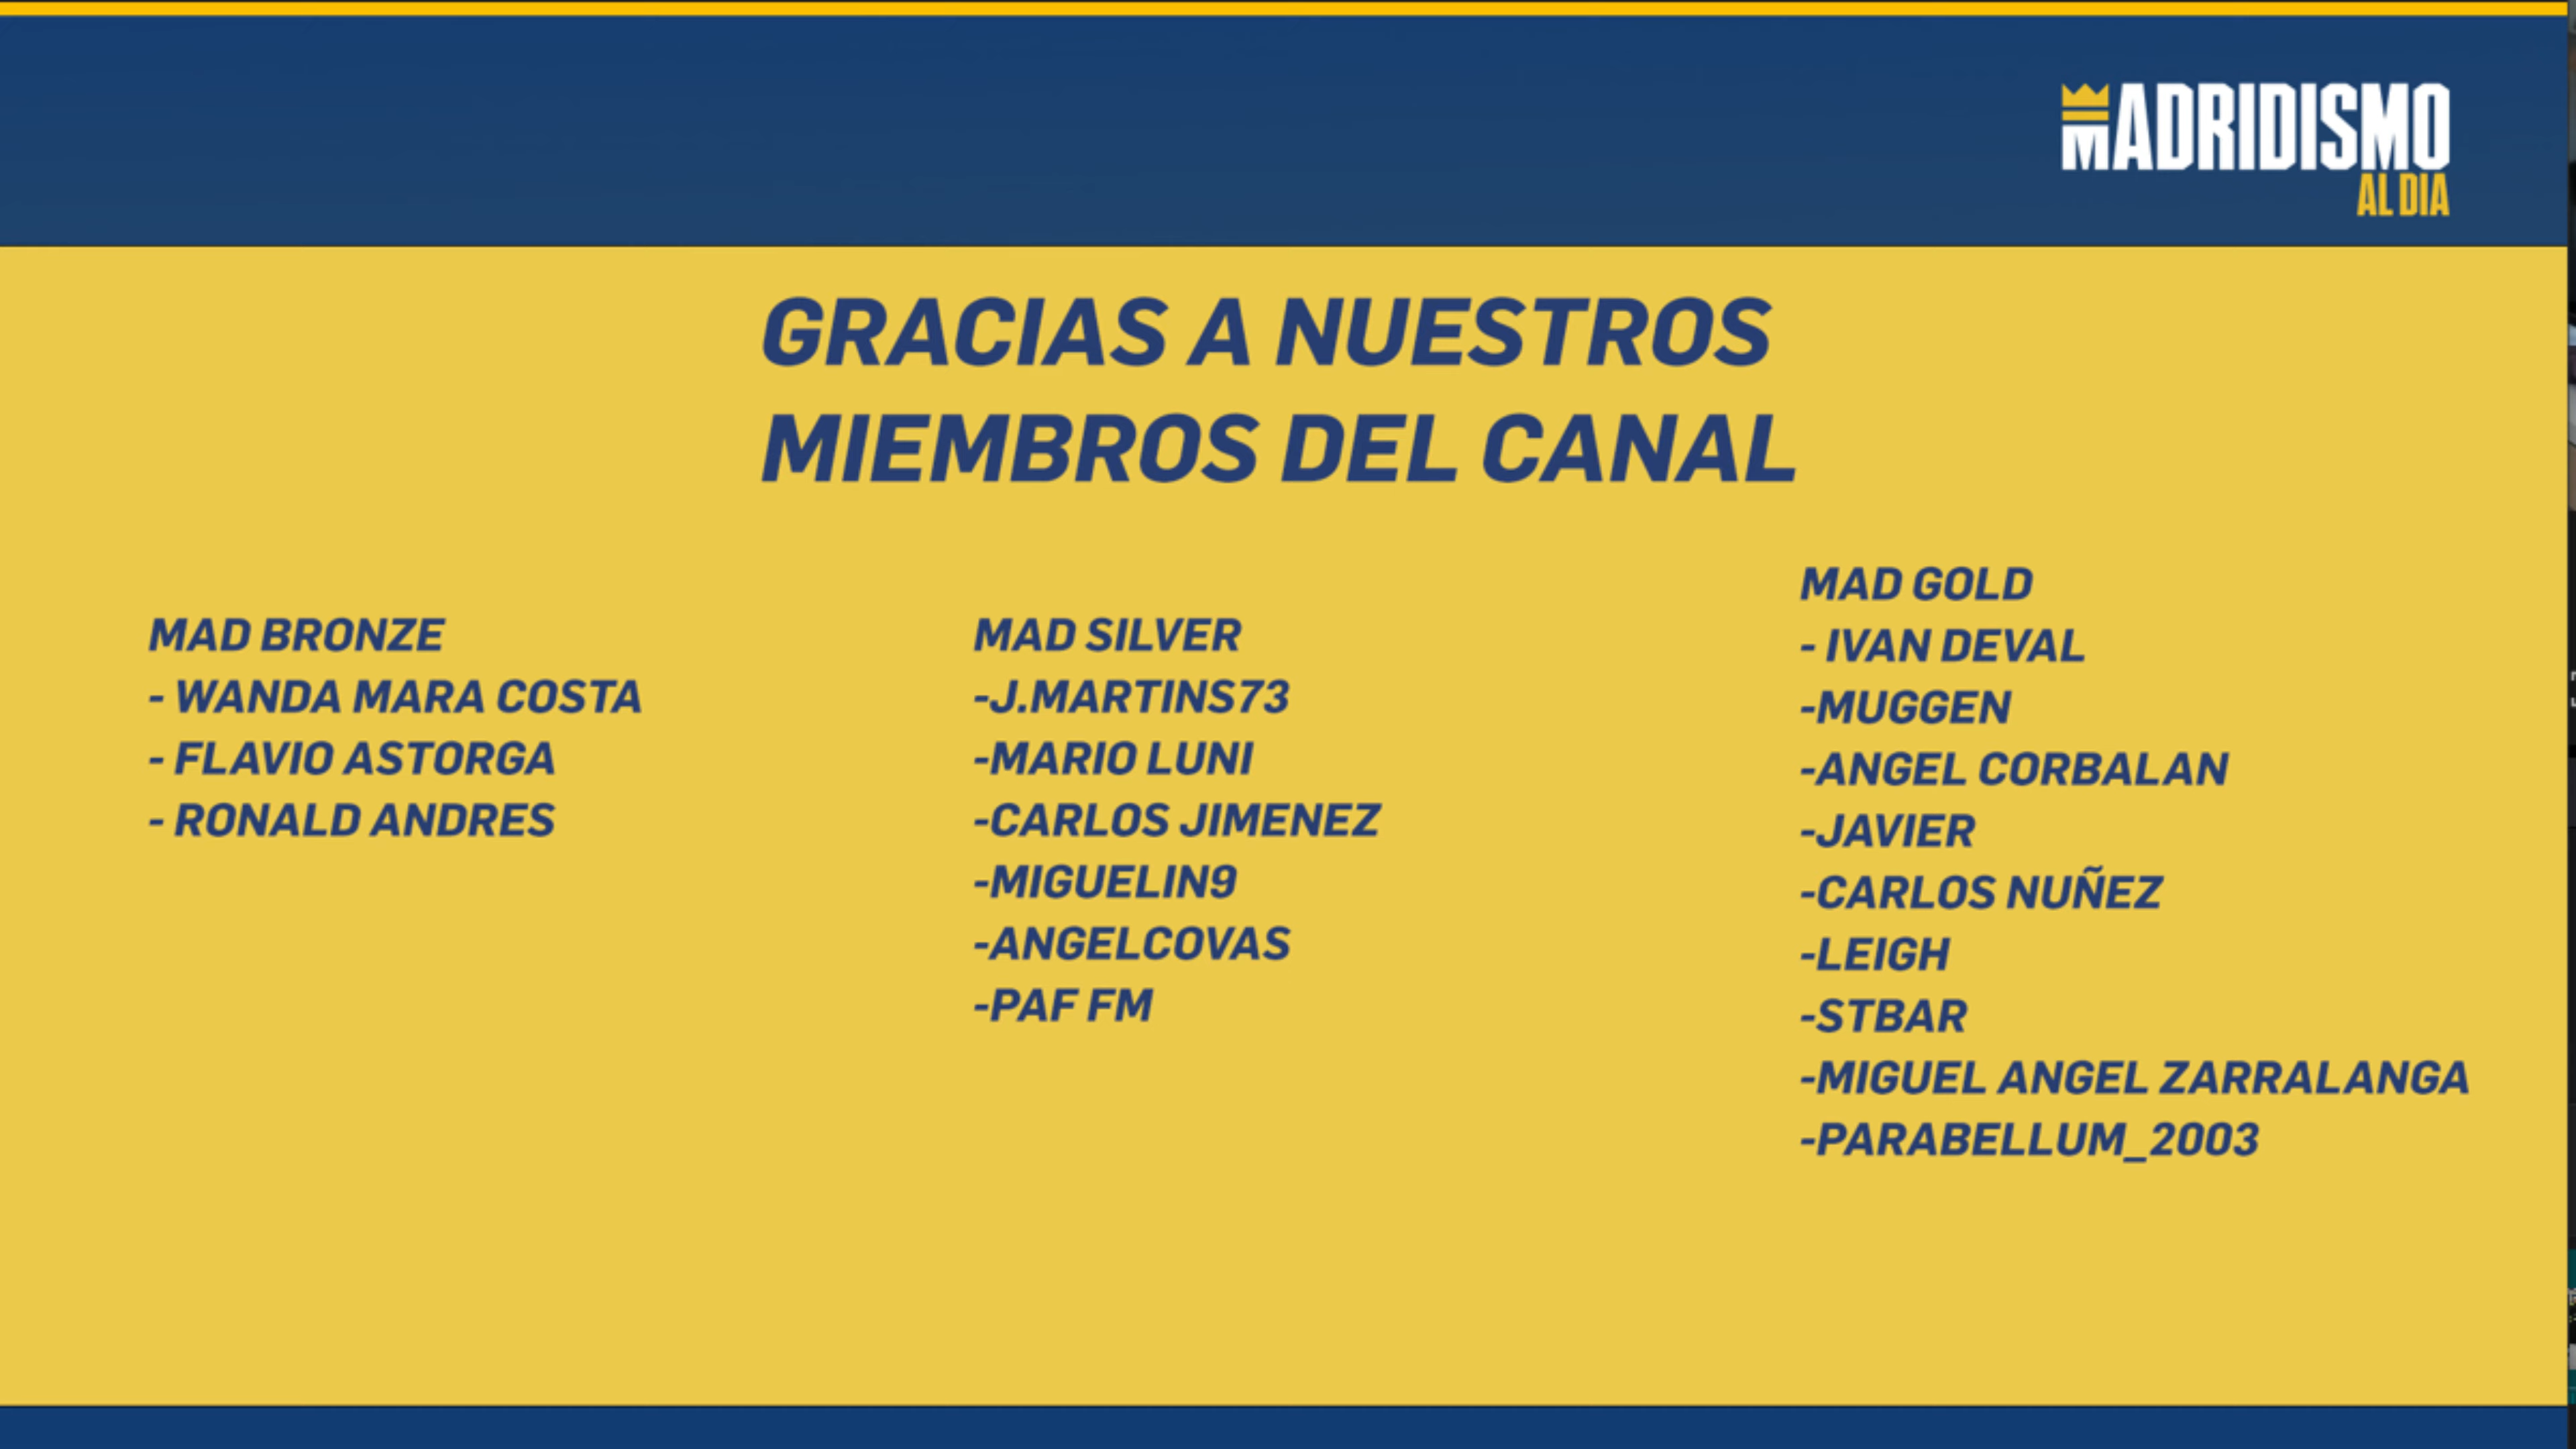 MADRIDISMO
AL DIA
GRACIAS A NUESTROS
MIEMBROS DEL CANAL
MAD BRONZE
- WANDA MARA COSTA
- FLAVIO ASTORGA
- RONALD ANDRES
MAD SILVER
-J.MARTINS73
-MARIO LUNI
-CARLOS JIMENEZ
-MIGUELIN9
-ANGELCOVAS
-PAF FM
MAD GOLD
- IVAN DEVAL
-MUGGEN
-ANGEL CORBALAN
-JAVIER
-CARLOS NUÑEZ
-LEIGH
-STBAR
-MIGUEL ANGEL ZARRALANGA
-PARABELLUM_2003